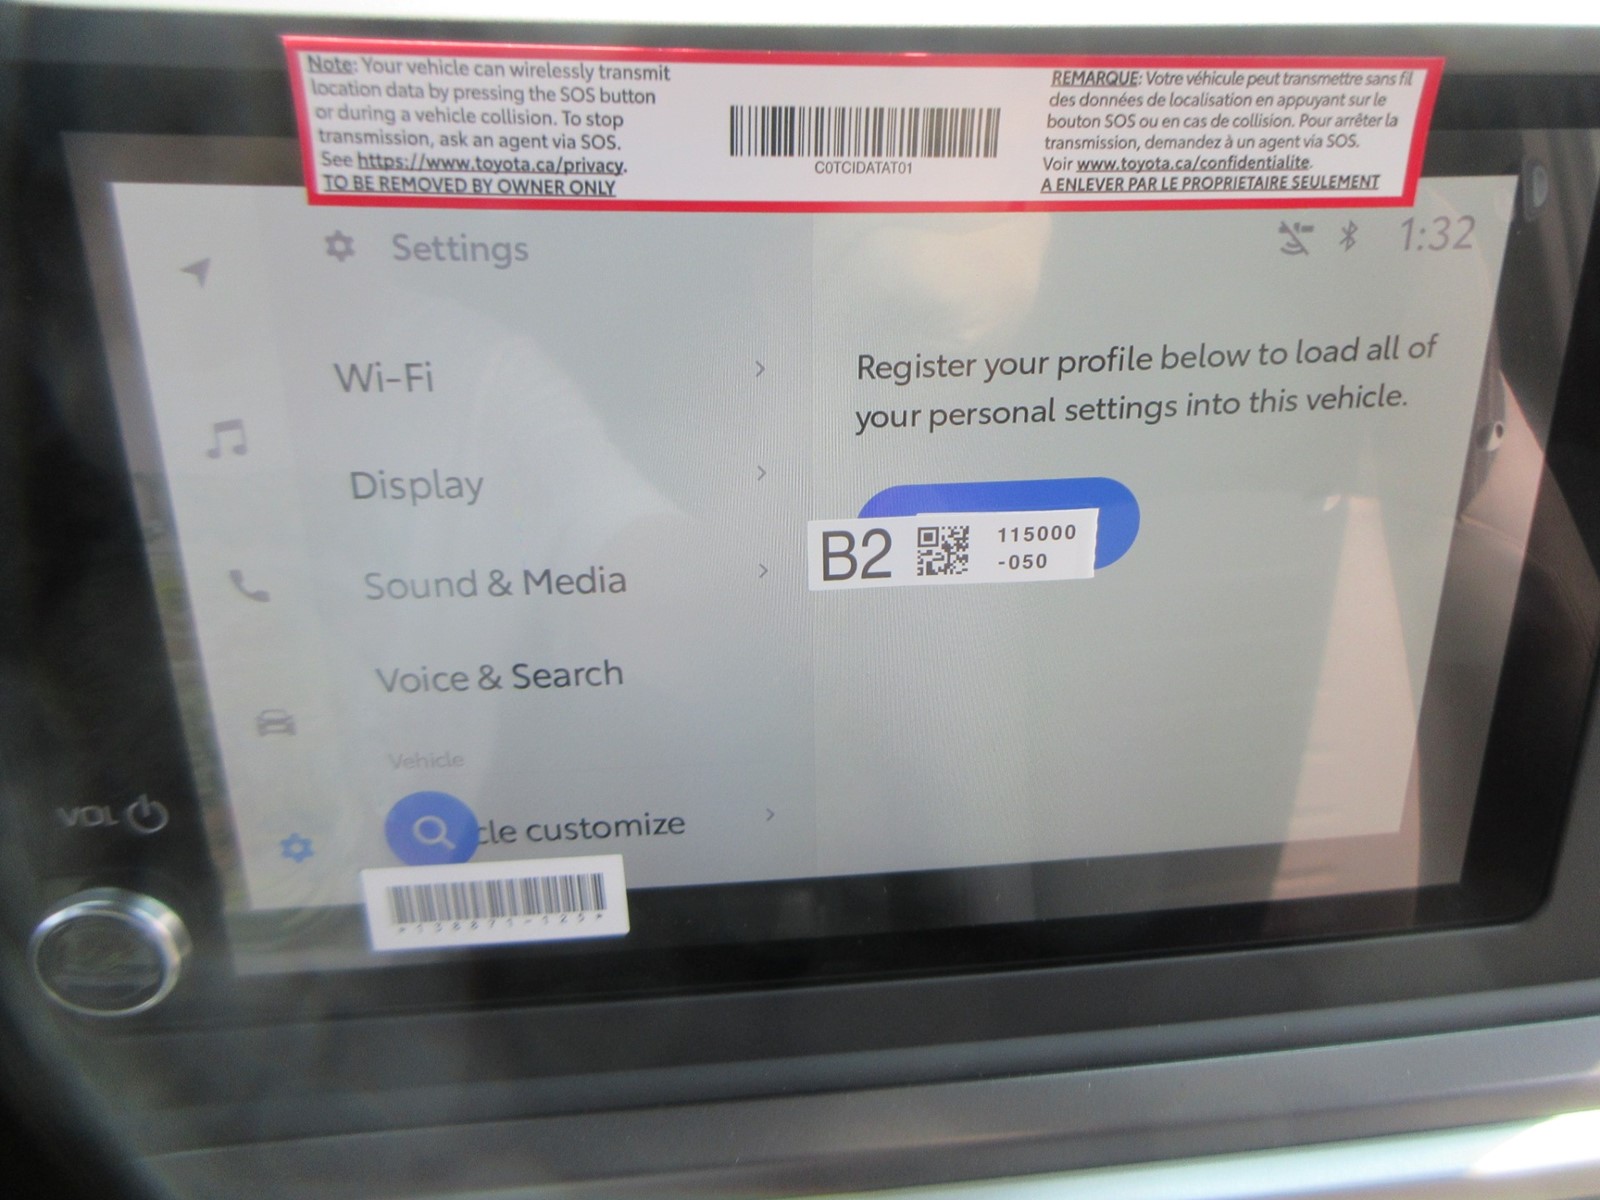 Note: Your vehicle can wirelessly transmit
location data by pressing the SOS button
or during a vehicle collision. To stop
transmission, ask an agent via SOS.
See https://www.toyota.ca/privacy.
TO BE REMOVED BY OWNER ONLY
C0TCIDATAT01
REMARQUE: Votre véhicule peut transmettre sans fil
des données de localisation en appuyant sur le
bouton SOS ou en cas de collision. Pour arrêter la
transmission, demandez à un agent via SOS.
Voir www.toyota.ca/confidentialite.
A ENLEVER PAR LE PROPRIETAIRE SEULEMENT
Settings
1:32
Wi-Fi
Display
Sound & Media
Voice & Search
Vehicle
cle customize
Register your profile below to load all of
your personal settings into this vehicle.
B2
115000
-050
VOL